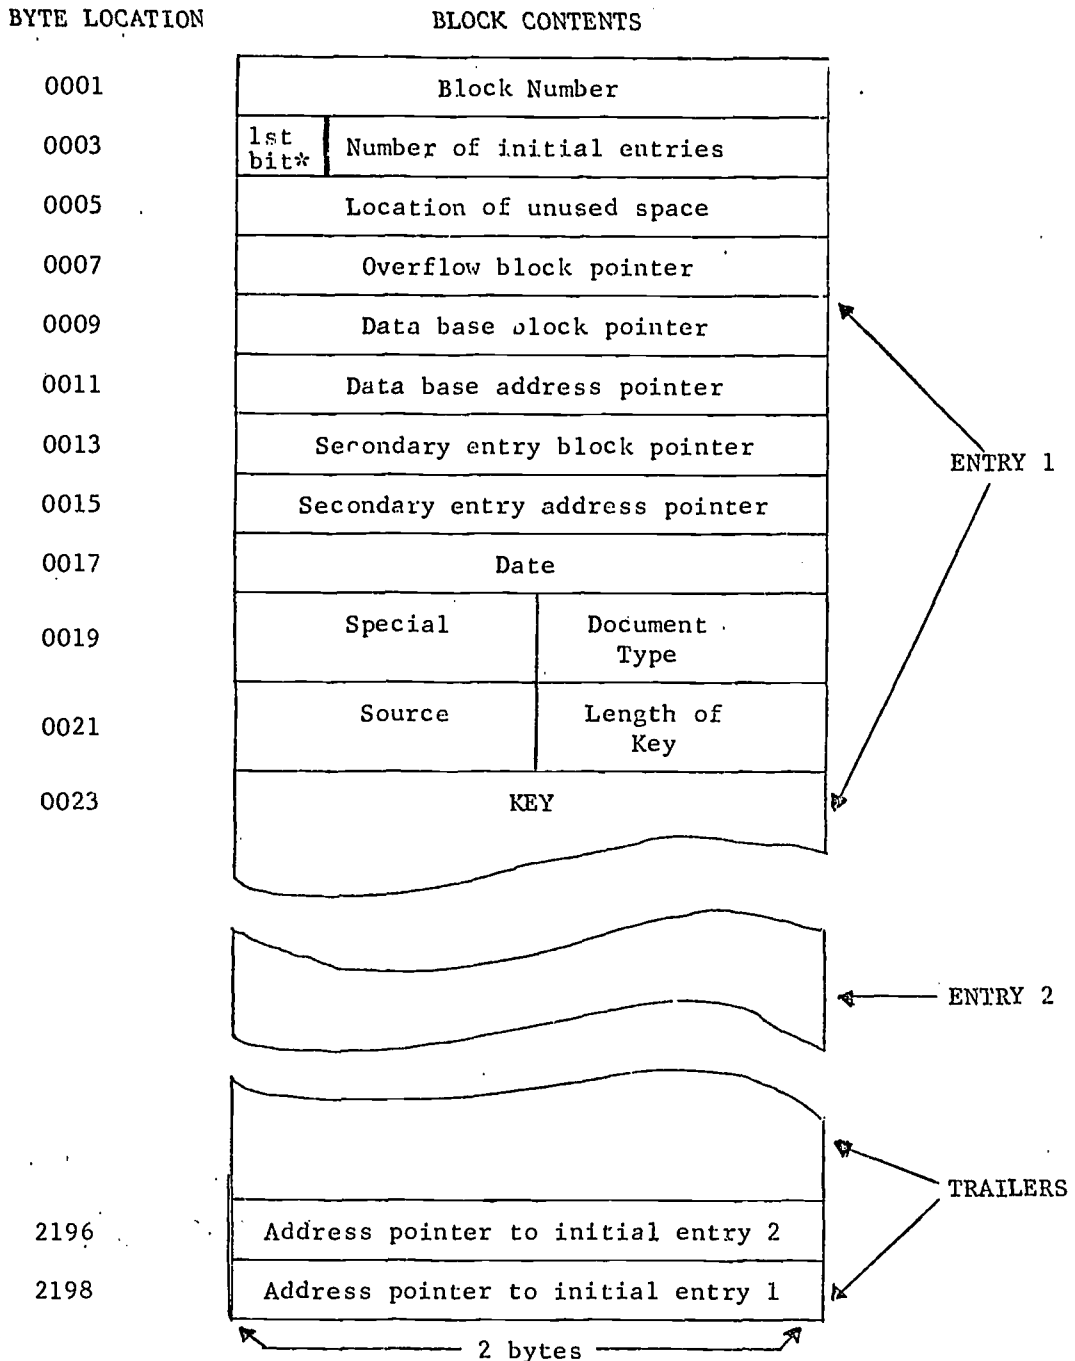 BYTE LOCATION BLOCK CONTENTS
0001 Block Number
0003 1st bit* Number of initial entries
0005 Location of unused space
0007 Overflow block pointer
0009 Data base block pointer
0011 Data base address pointer
0013 Secondary entry block pointer
ENTRY 1
0015 Secondary entry address pointer
0017 Date
0019 Special Document Type
0021 Source Length of Key
0023 KEY
ENTRY 2
TRAILERS
2196 Address pointer to initial entry 2
2198 Address pointer to initial entry 1
2 bytes